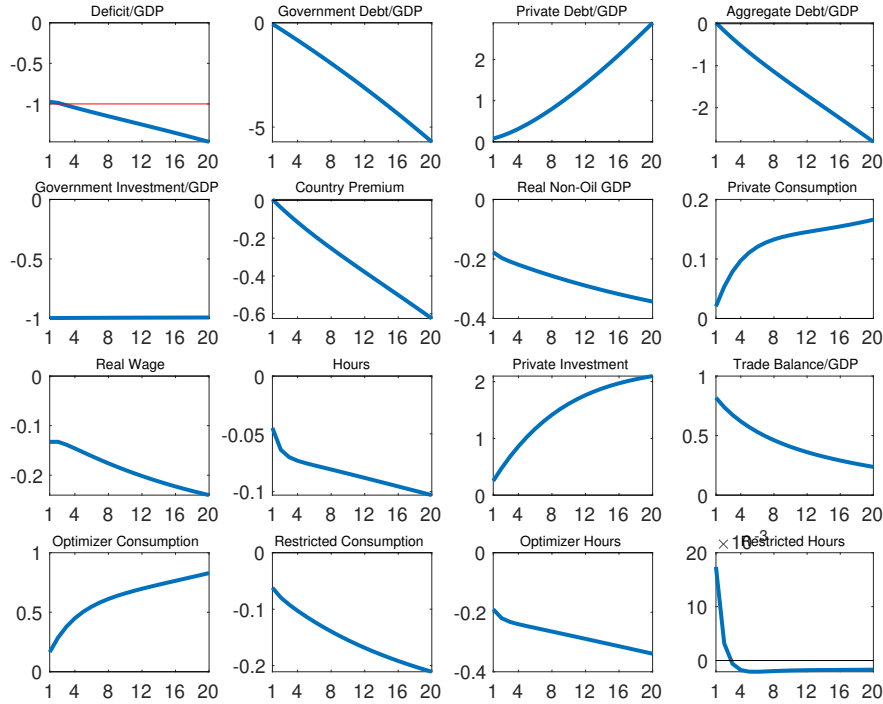 Deficit/GDP
0
-0.5
-1
1 4 8 12 16 20
Government Debt/GDP
0
-5
1 4 8 12 16 20
Private Debt/GDP
2
1
0
1 4 8 12 16 20
Aggregate Debt/GDP
0
-1
-2
1 4 8 12 16 20
Government Investment/GDP
0
-0.5
-1
1 4 8 12 16 20
Country Premium
0
-0.2
-0.4
-0.6
1 4 8 12 16 20
Real Non-Oil GDP
0
-0.2
-0.4
1 4 8 12 16 20
Private Consumption
0.2
0.1
0
1 4 8 12 16 20
Real Wage
0
-0.1
-0.2
1 4 8 12 16 20
Hours
0
-0.05
-0.1
1 4 8 12 16 20
Private Investment
2
1
0
1 4 8 12 16 20
Trade Balance/GDP
1
0.5
0
1 4 8 12 16 20
Optimizer Consumption
1
0.5
0
1 4 8 12 16 20
Restricted Consumption
0
-0.1
-0.2
1 4 8 12 16 20
Optimizer Hours
0
-0.2
-0.4
1 4 8 12 16 20
×10-3
Restricted Hours
20
10
0
1 4 8 12 16 20